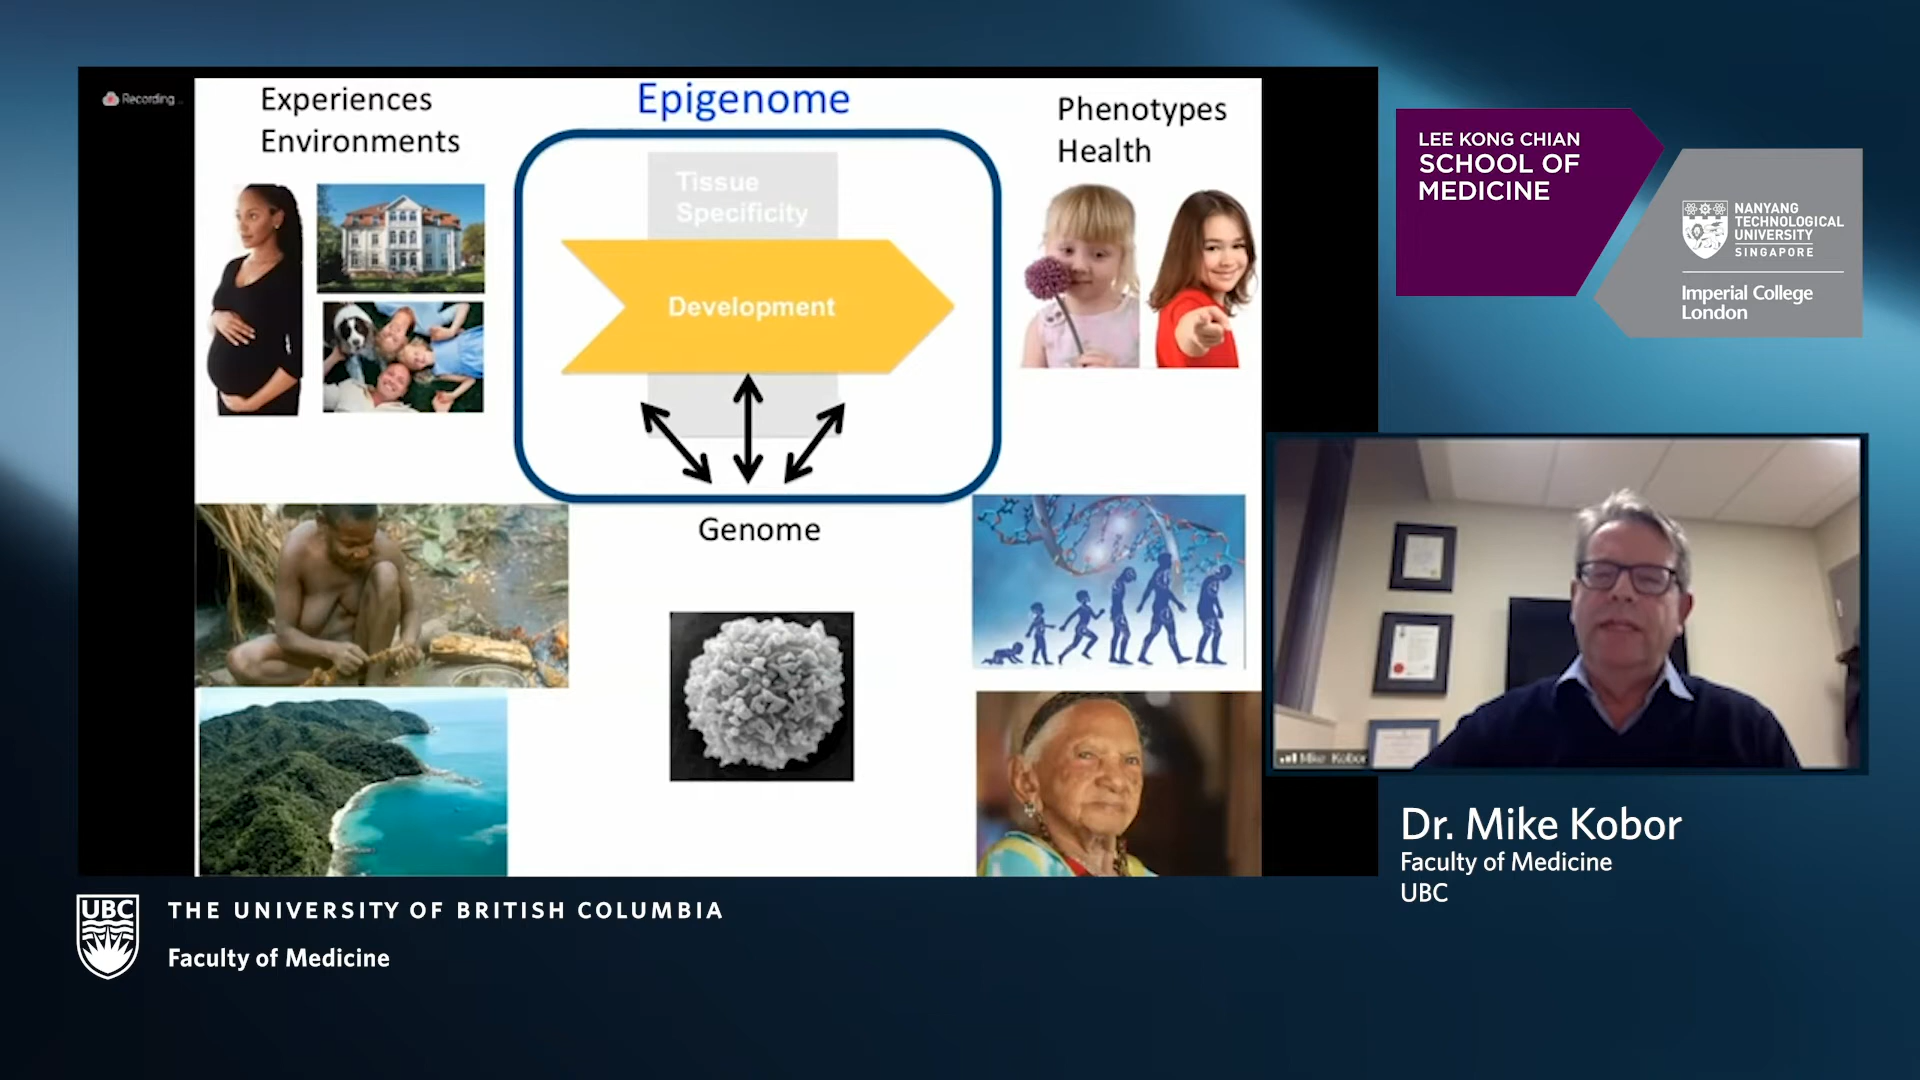 Recording...
Experiences
Environments
Epigenome
Phenotypes
Health
Tissue
Specificity
Development
Genome
LEE KONG CHIAN
SCHOOL OF
MEDICINE
NANYANG
TECHNOLOGICAL
UNIVERSITY
SINGAPORE
Imperial College
London
Mike Kobor
Dr. Mike Kobor
Faculty of Medicine
UBC
UBC
THE UNIVERSITY OF BRITISH COLUMBIA
Faculty of Medicine